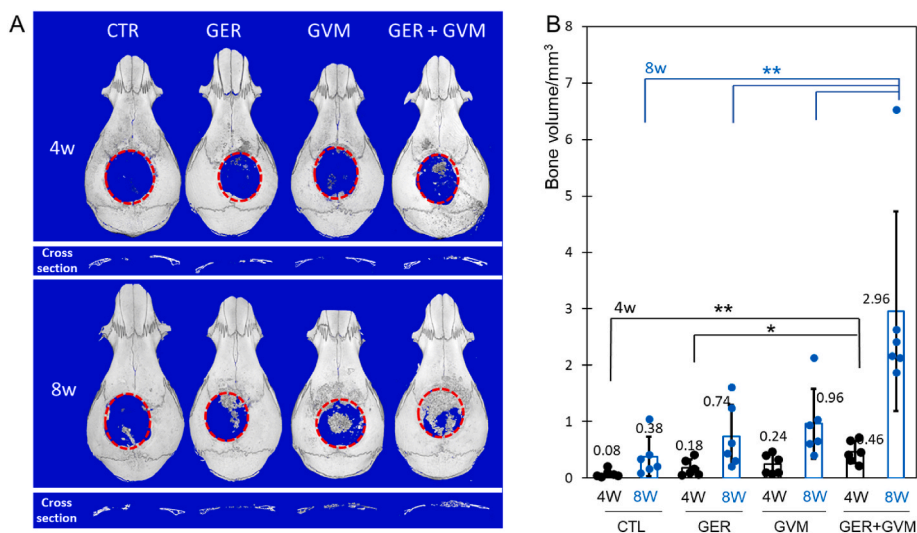 A
CTR GER GVM GER + GVM
4w
Cross
section
8w
Cross
section
B
Bone volume/mm³
8
7
6
5
4
3
2
1
0
8w
**
4w
**
*
0.08
0.38
0.18
0.74
0.24
0.96
0.46
2.96
4W 8W 4W 8W 4W 8W 4W 8W
CTL GER GVM GER+GVM